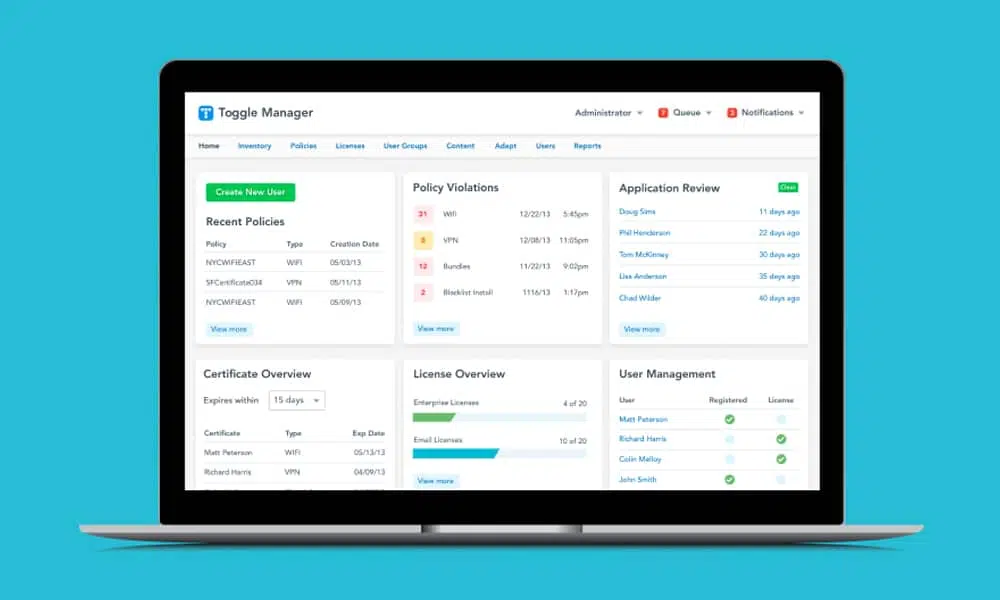 Toggle Manager
Administrator
7 Queue
3 Notifications
Home Inventory Policies Licenses User Groups Content Adapt Users Reports
Create New User
Recent Policies
Policy Type Creation Date
NYCWIFIEAST WIFI 05/03/13
SFCertificate034 VPN 05/11/13
NYCWIFIEAST WIFI 05/09/13
View more
Policy Violations
31 Wifi 12/22/13 5:45pm
8 VPN 12/08/13 11:05pm
12 Bundles 11/22/13 9:02pm
2 Blacklist Install 1116/13 1:17pm
View more
Application Review
Clear
Doug Sims 11 days ago
Phil Henderson 22 days ago
Tom McKinney 30 days ago
Lisa Anderson 35 days ago
Chad Wilder 40 days ago
View more
Certificate Overview
Expires within 15 days
Certificate Type Exp Date
Matt Peterson WIFI 05/13/13
Richard Harris VPN 04/09/13
License Overview
Enterprise Licenses 4 of 20
Email Licenses 10 of 20
View more
User Management
User Registered License
Matt Peterson
Richard Harris
Colin Malloy
John Smith